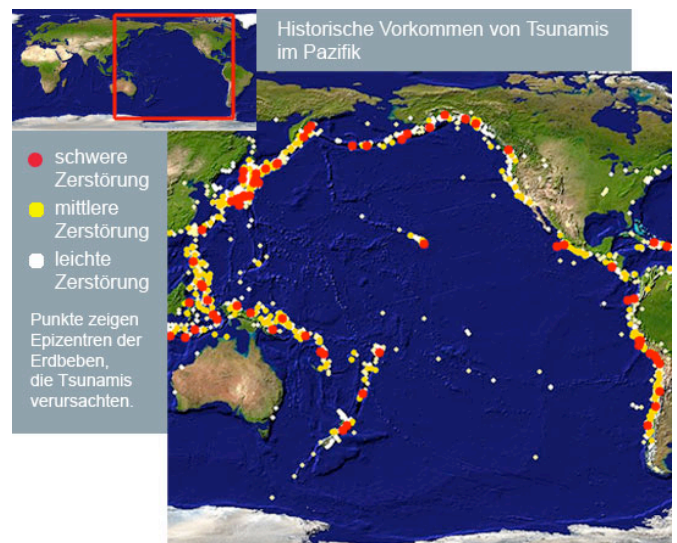 Historische Vorkommen von Tsunamis
im Pazifik
schwere
Zerstörung
mittlere
Zerstörung
leichte
Zerstörung
Punkte zeigen
Epizentren der
Erdbeben,
die Tsunamis
verursachten.